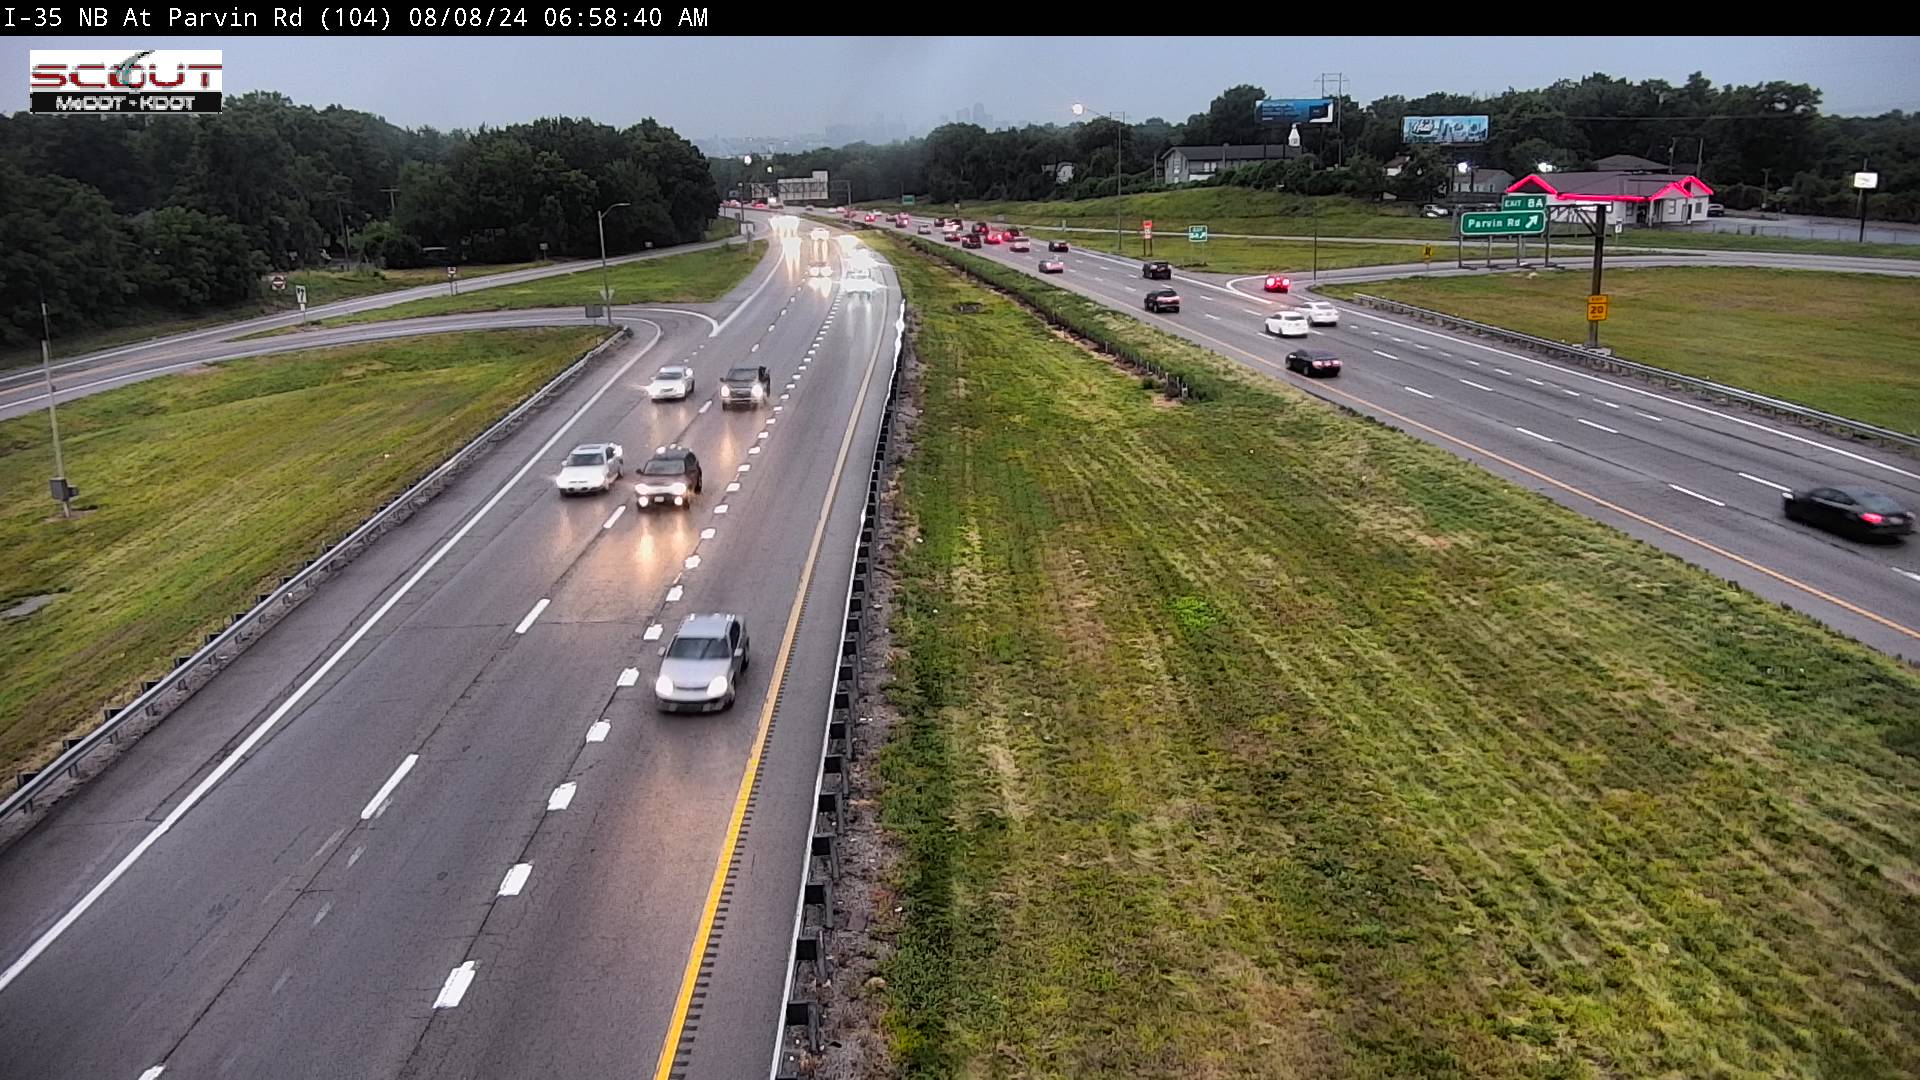 I-35 NB At Parvin Rd (104) 08/08/24 06:58:40 AM
SCOUT
MoDOT - KDOT
EXIT 8A
Parvin Rd
20